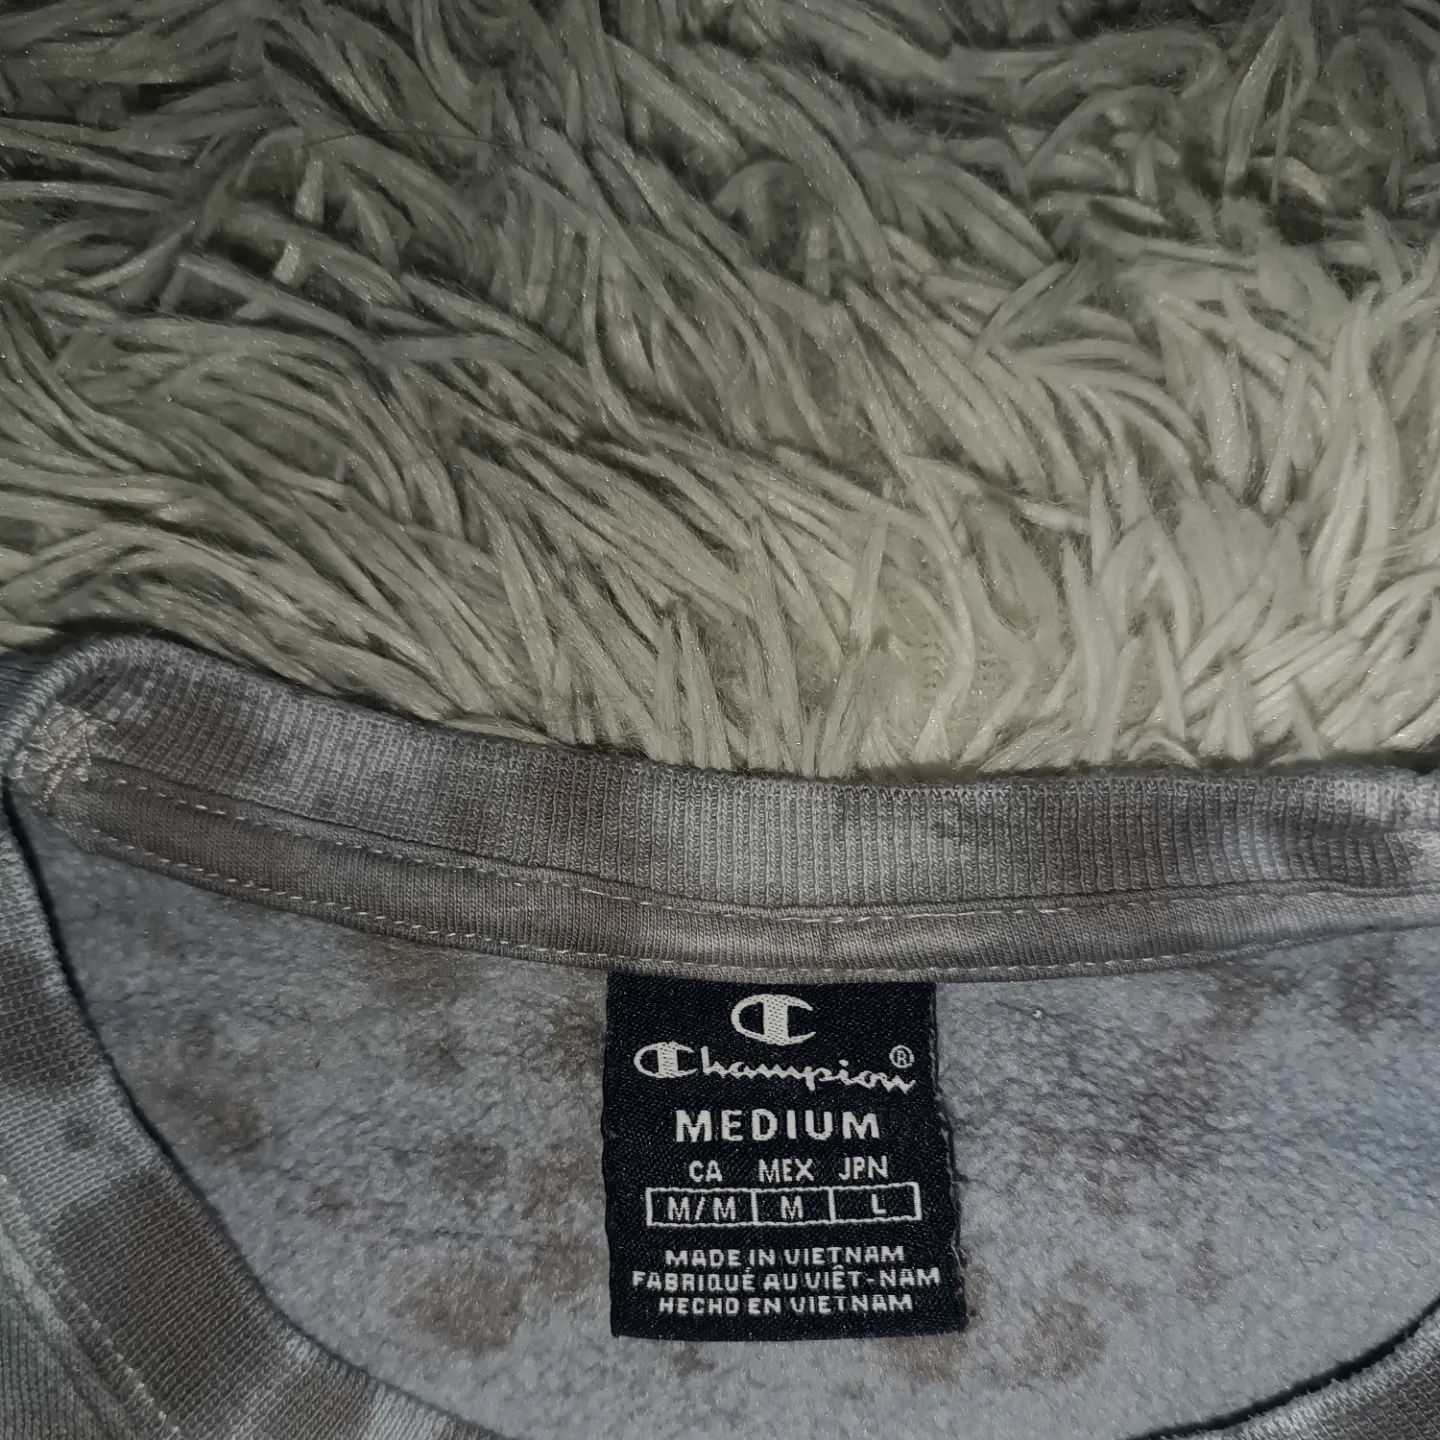 Champion®
MEDIUM
CA MEX JPN
M/M M L
MADE IN VIETNAM
FABRIQUÉ AU VIÊT-NAM
HECHO EN VIETNAM